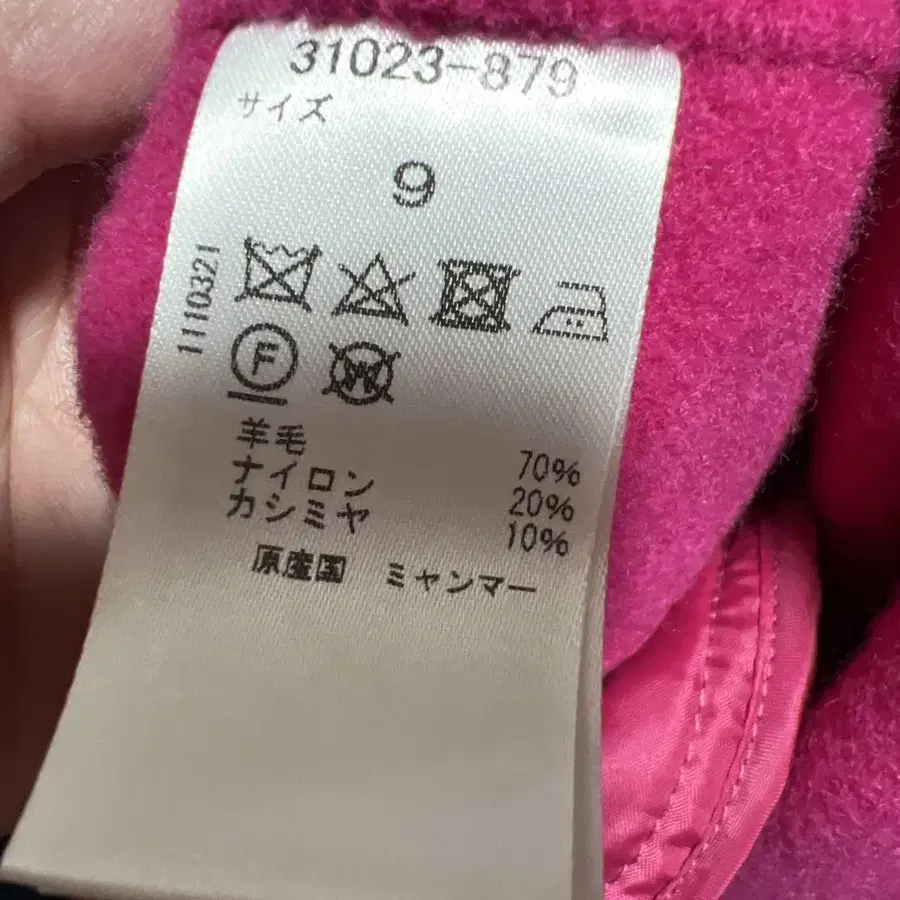 31023-879
サイズ
9
1110321
F
W
羊毛 70%
ナイロン 20%
カシミヤ 10%
原産国 ミャンマー